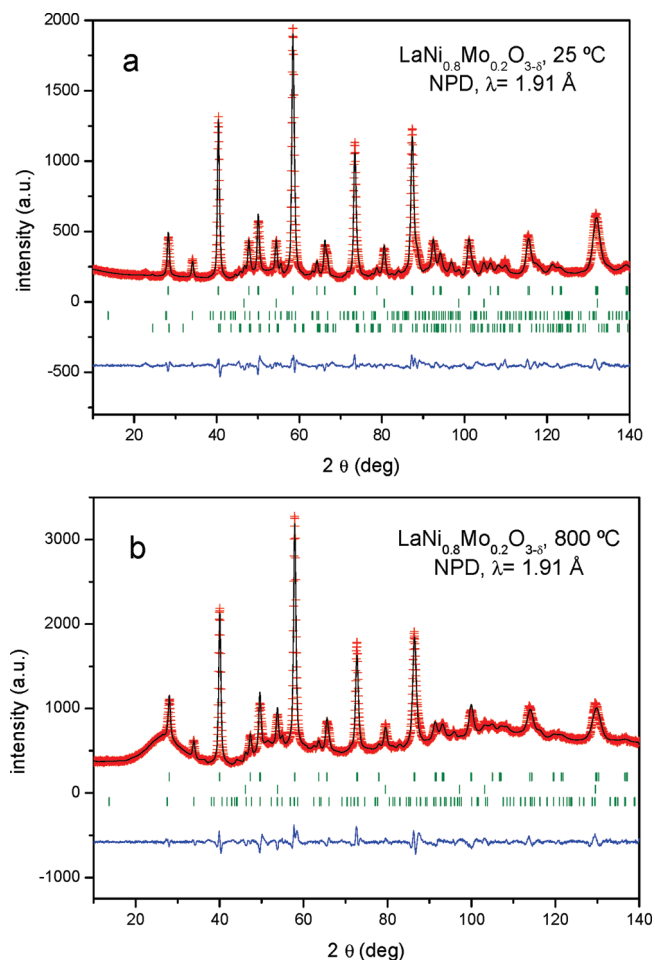 2000
a
LaNi0.8Mo0.2O3-δ, 25 ºC
NPD, λ= 1.91 Å
1500
1000
500
0
-500
intensity (a.u.)
20 40 60 80 100 120 140
2 θ (deg)
b
LaNi0.8Mo0.2O3-δ, 800 ºC
NPD, λ= 1.91 Å
3000
2000
1000
0
-1000
intensity (a.u.)
20 40 60 80 100 120 140
2 θ (deg)